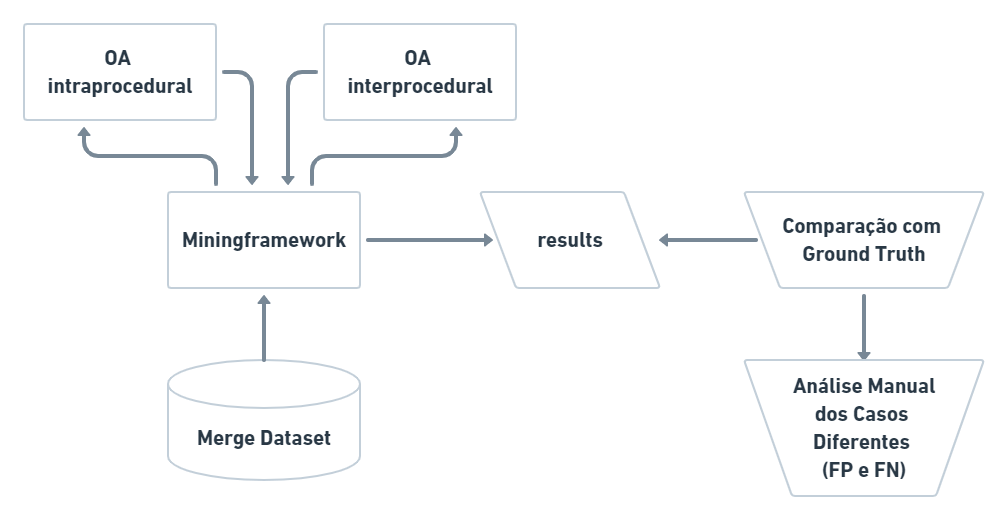 OA
intraprocedural
OA
interprocedural
Miningframework
results
Comparação com
Ground Truth
Merge Dataset
Análise Manual
dos Casos
Diferentes
(FP e FN)